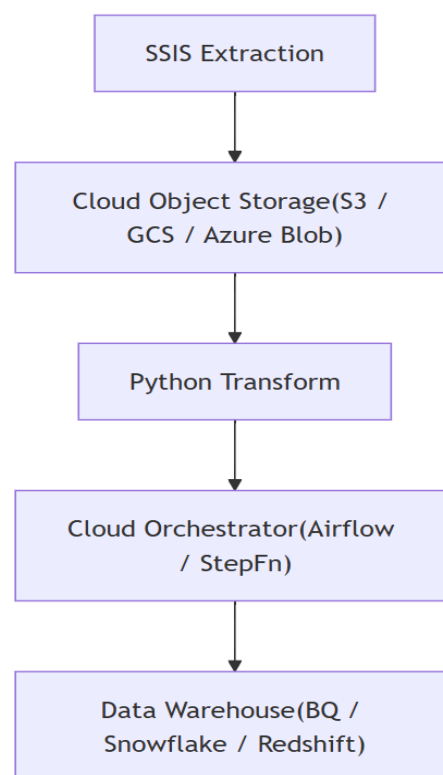 SSIS Extraction
Cloud Object Storage(S3 /
GCS / Azure Blob)
Python Transform
Cloud Orchestrator(Airflow
/ StepFn)
Data Warehouse(BQ /
Snowflake / Redshift)